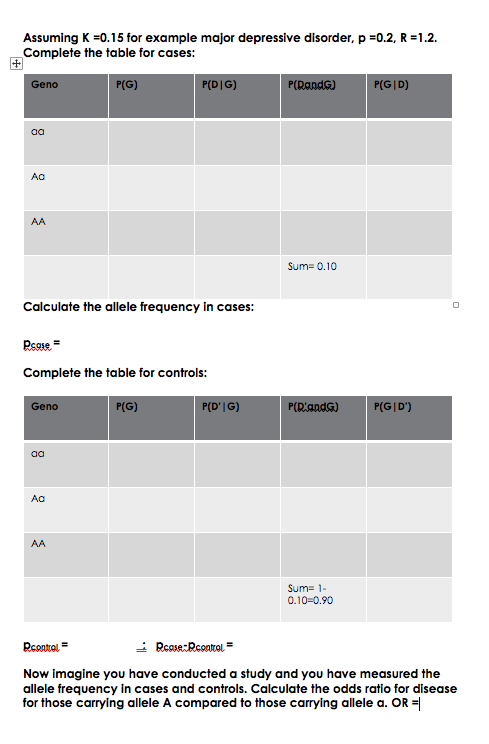 Assuming K =0.15 for example major depressive disorder, p =0.2, R =1.2.
Complete the table for cases:
Geno P(G) P(D|G) P(DandG) P(G|D)
aa
Aa
AA
Sum= 0.10
Calculate the allele frequency in cases:
Pcase =
Complete the table for controls:
Geno P(G) P(D'|G) P(D'andG) P(G|D')
aa
Aa
AA
Sum= 1-
0.10=0.90
Pcontrol = ; Pcase-Pcontrol =
Now imagine you have conducted a study and you have measured the
allele frequency in cases and controls. Calculate the odds ratio for disease
for those carrying allele A compared to those carrying allele a. OR =